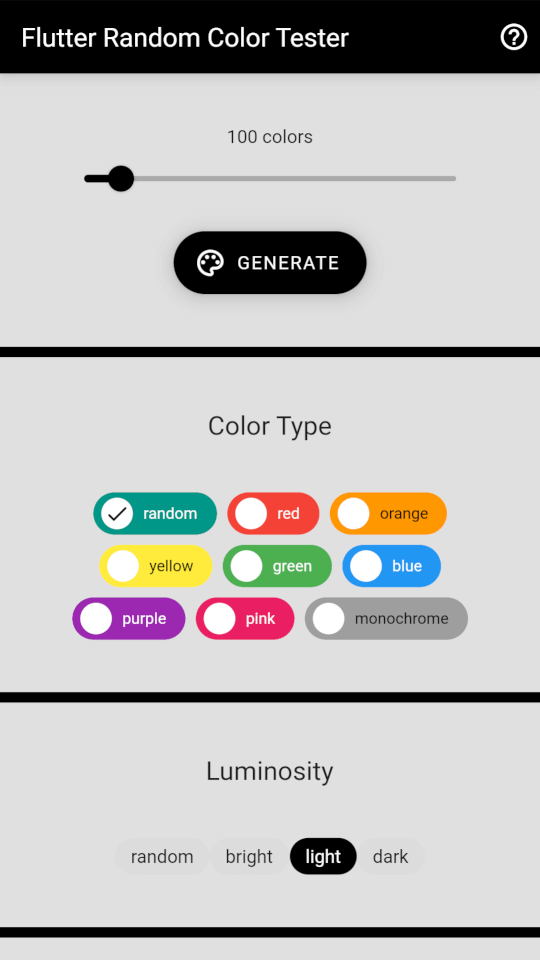 Flutter Random Color Tester
100 colors
GENERATE
Color Type
random red orange
yellow green blue
purple pink monochrome
Luminosity
random bright light dark